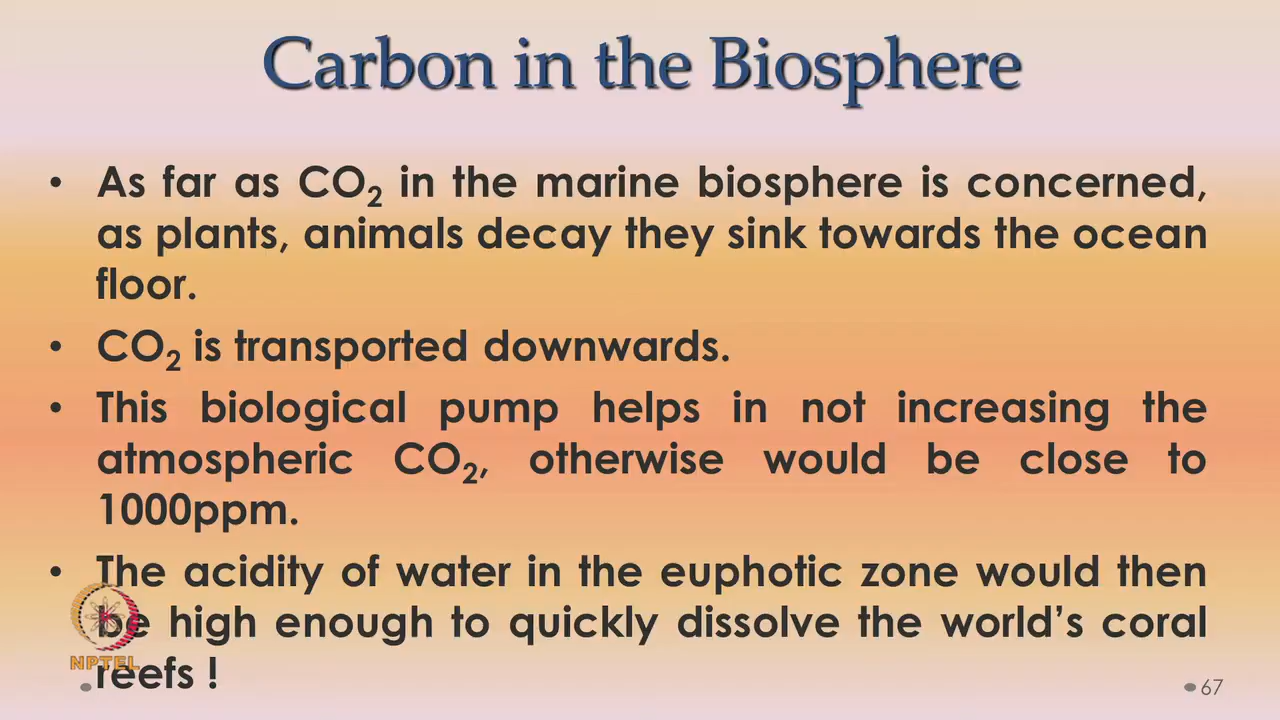 Carbon in the Biosphere
• As far as CO₂ in the marine biosphere is concerned,
as plants, animals decay they sink towards the ocean
floor.
• CO₂ is transported downwards.
• This biological pump helps in not increasing the
atmospheric CO₂, otherwise would be close to
1000ppm.
• The acidity of water in the euphotic zone would then
be high enough to quickly dissolve the world’s coral
reefs !
NPTEL
67